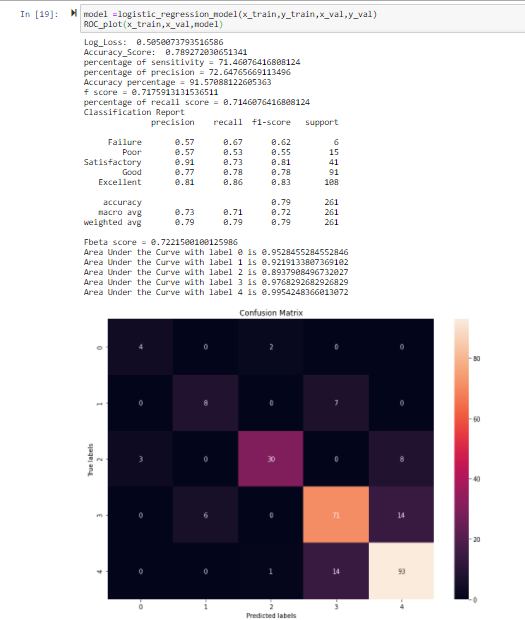 In [19]: model =logistic_regression_model(x_train,y_train,x_val,y_val)
ROC_plot(x_train,x_val,model)
Log_Loss: 0.5050073793516586
Accuracy_Score: 0.789272030651341
percentage of sensitivity = 71.46076416808124
percentage of precision = 72.64765669113496
Accuracy percentage = 91.57088122605363
f score = 0.7175913131536511
percentage of recall score = 0.7146076416808124
Classification Report
precision recall f1-score support
Failure 0.57 0.67 0.62 6
Poor 0.57 0.53 0.55 15
Satisfactory 0.91 0.73 0.81 41
Good 0.77 0.78 0.78 91
Excellent 0.81 0.86 0.83 108
accuracy 0.79 261
macro avg 0.73 0.71 0.72 261
weighted avg 0.79 0.79 0.79 261
Fbeta score = 0.7221500100125986
Area Under the Curve with label 0 is 0.9528455284552846
Area Under the Curve with label 1 is 0.9219133807369102
Area Under the Curve with label 2 is 0.8937908496732027
Area Under the Curve with label 3 is 0.9768292682926829
Area Under the Curve with label 4 is 0.9954248366013072
Confusion Matrix
0 4 0 2 0 0
1 0 8 0 7 0
2 3 0 30 0 8
3 0 6 0 71 14
4 0 0 1 14 93
0 1 2 3 4
True labels
Predicted labels
80
60
40
20
0